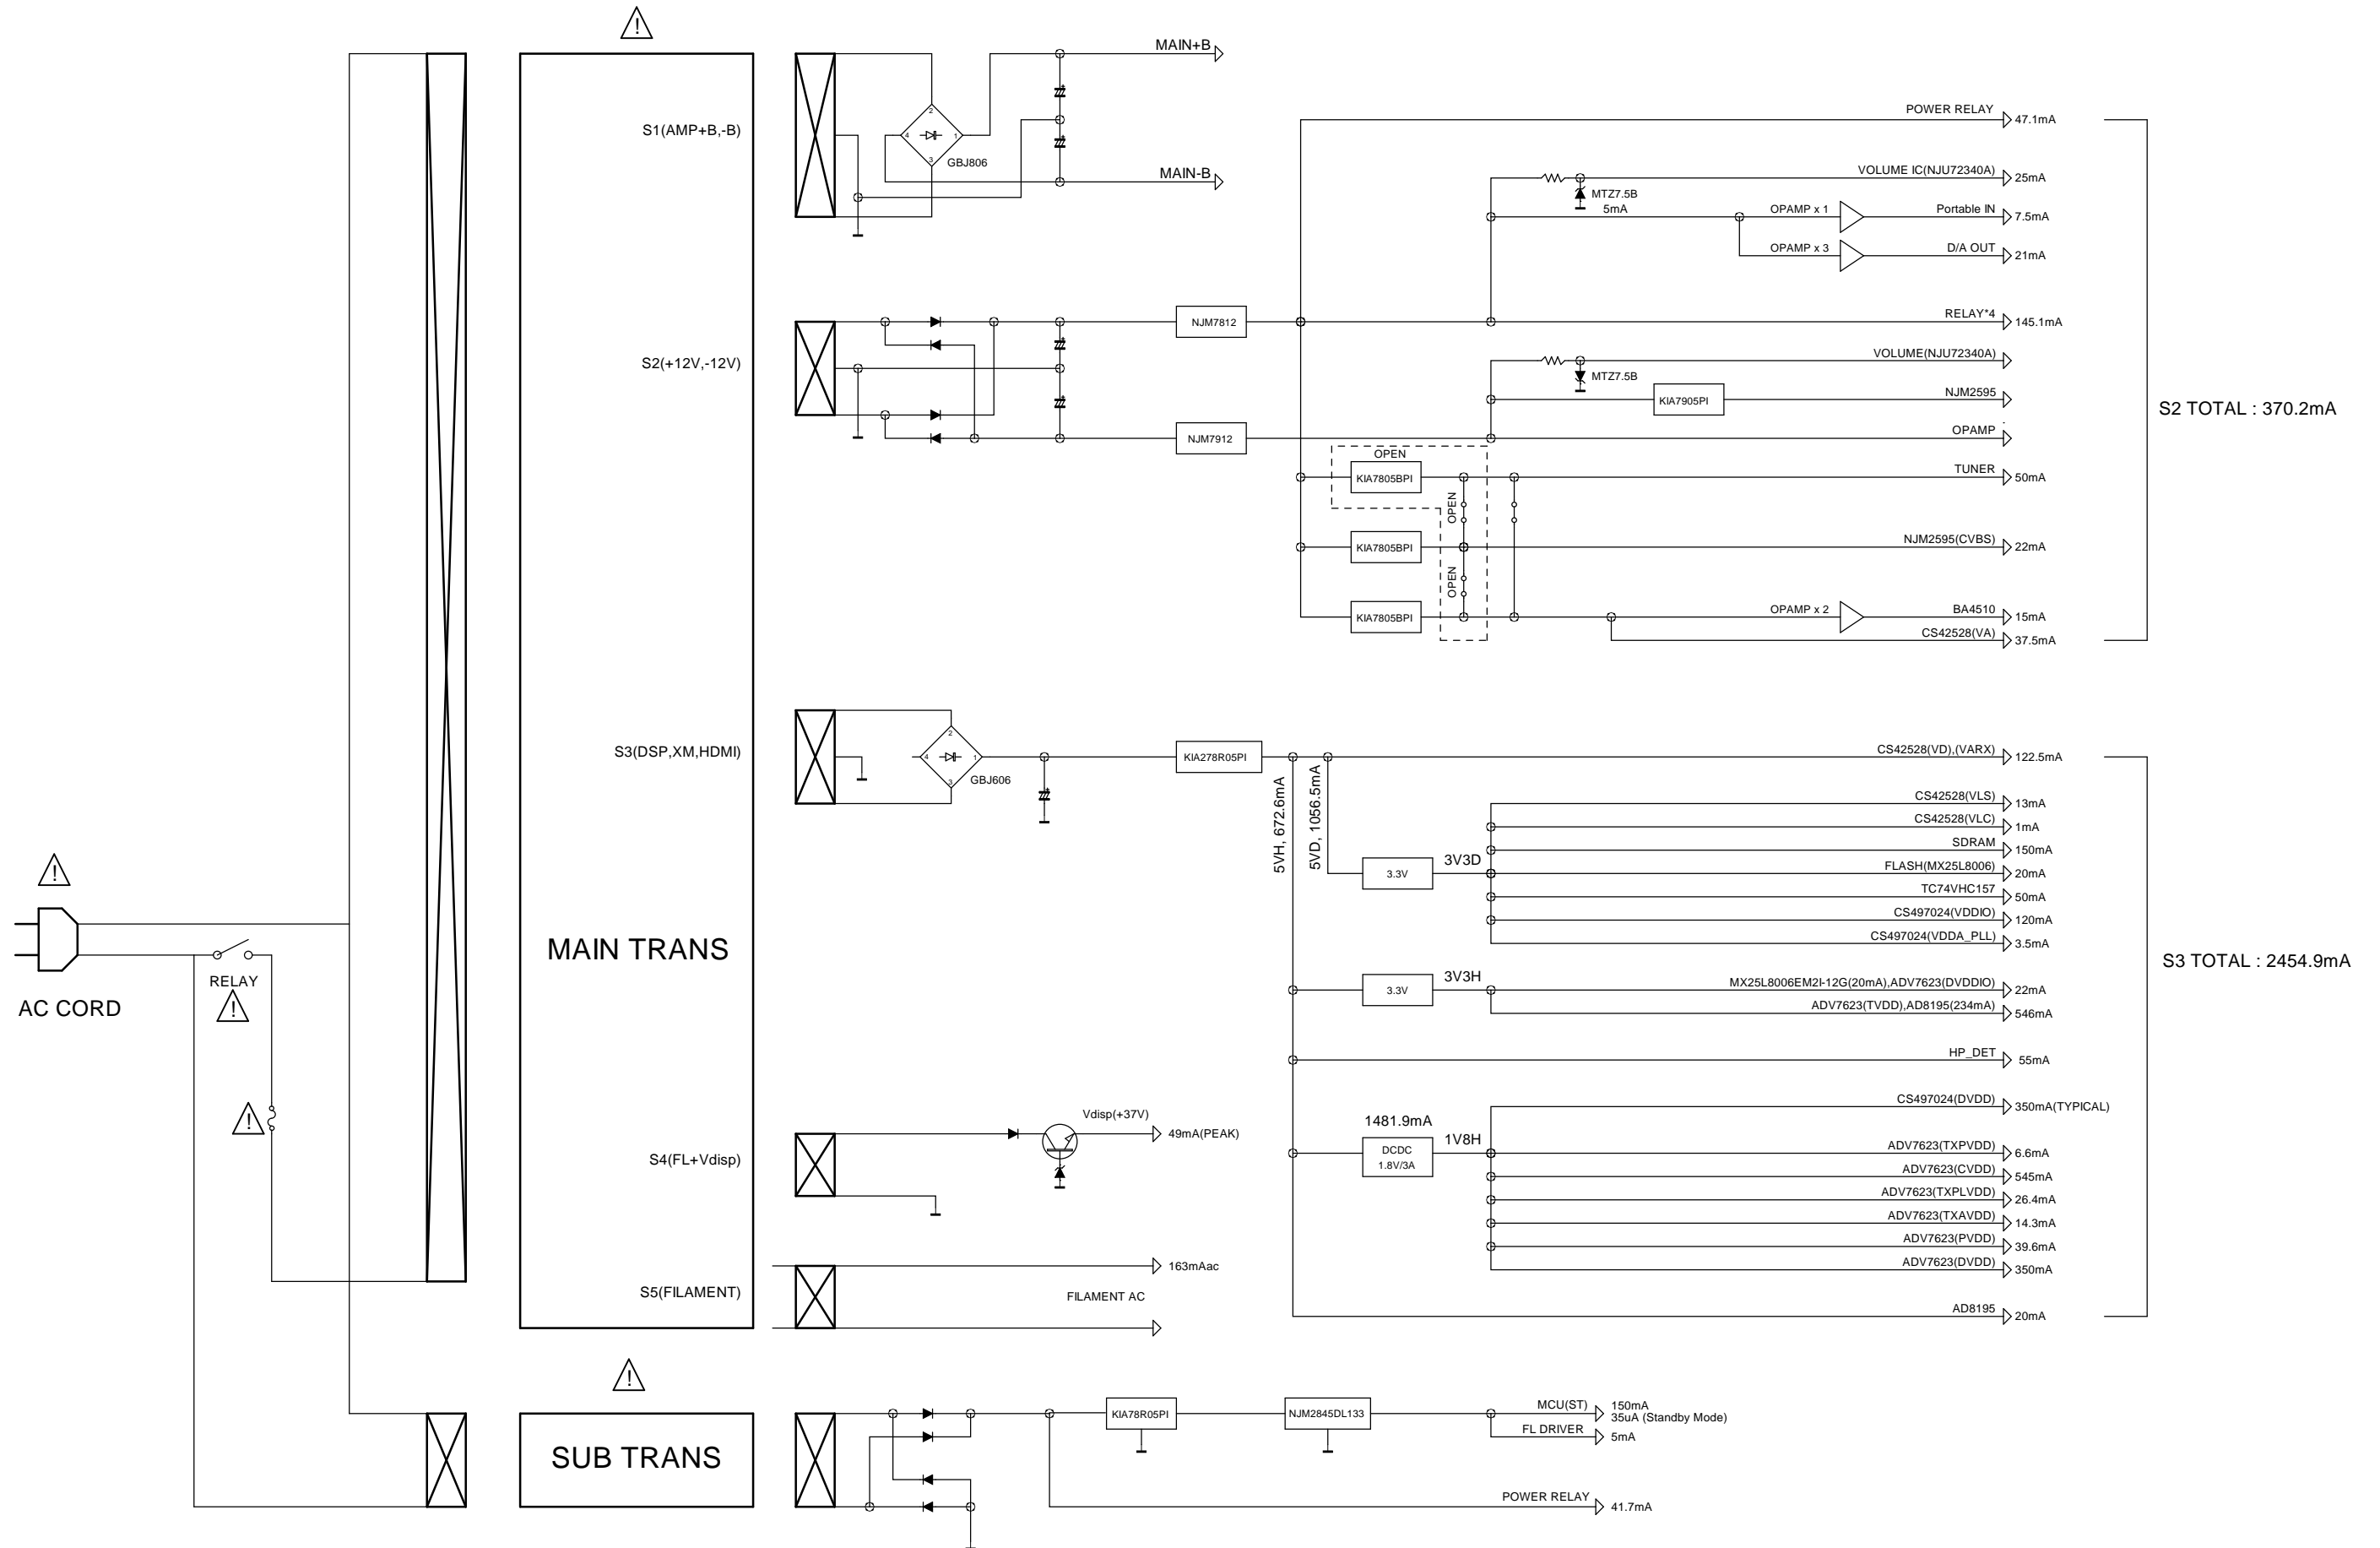 !
MAIN+B
S1(AMP+B,-B)
2
4
1
3
GBJ806
MAIN-B
POWER RELAY
47.1mA
VOLUME IC(NJU72340A)
25mA
MTZ7.5B
5mA
OPAMP x 1
Portable IN
7.5mA
OPAMP x 3
D/A OUT
21mA
S2(+12V,-12V)
NJM7812
RELAY*4
145.1mA
VOLUME(NJU72340A)
MTZ7.5B
KIA7905PI
NJM2595
NJM7912
OPAMP
S2 TOTAL : 370.2mA
OPEN
KIA7805BPI
TUNER
50mA
OPEN
KIA7805BPI
NJM2595(CVBS)
22mA
OPEN
KIA7805BPI
OPAMP x 2
BA4510
15mA
CS42528(VA)
37.5mA
S3(DSP,XM,HDMI)
2
4
1
3
GBJ606
KIA278R05PI
5VH, 672.6mA
5VD, 1056.5mA
CS42528(VD),(VARX)
122.5mA
CS42528(VLS)
13mA
CS42528(VLC)
1mA
SDRAM
150mA
3.3V
3V3D
FLASH(MX25L8006)
20mA
TC74VHC157
50mA
CS497024(VDDIO)
120mA
CS497024(VDDA_PLL)
3.5mA
!
MAIN TRANS
RELAY
!
AC CORD
S3 TOTAL : 2454.9mA
3.3V
3V3H
MX25L8006EM2I-12G(20mA),ADV7623(DVDDIO)
22mA
ADV7623(TVDD),AD8195(234mA)
546mA
HP_DET
55mA
!
S4(FL+Vdisp)
Vdisp(+37V)
49mA(PEAK)
1481.9mA
DCDC
1.8V/3A
1V8H
CS497024(DVDD)
350mA(TYPICAL)
ADV7623(TXPVDD)
6.6mA
ADV7623(CVDD)
545mA
ADV7623(TXPLVDD)
26.4mA
ADV7623(TXAVDD)
14.3mA
ADV7623(PVDD)
39.6mA
ADV7623(DVDD)
350mA
S5(FILAMENT)
163mAac
FILAMENT AC
AD8195
20mA
!
SUB TRANS
KIA78R05PI
NJM2845DL133
MCU(ST)
150mA
35uA (Standby Mode)
FL DRIVER
5mA
POWER RELAY
41.7mA